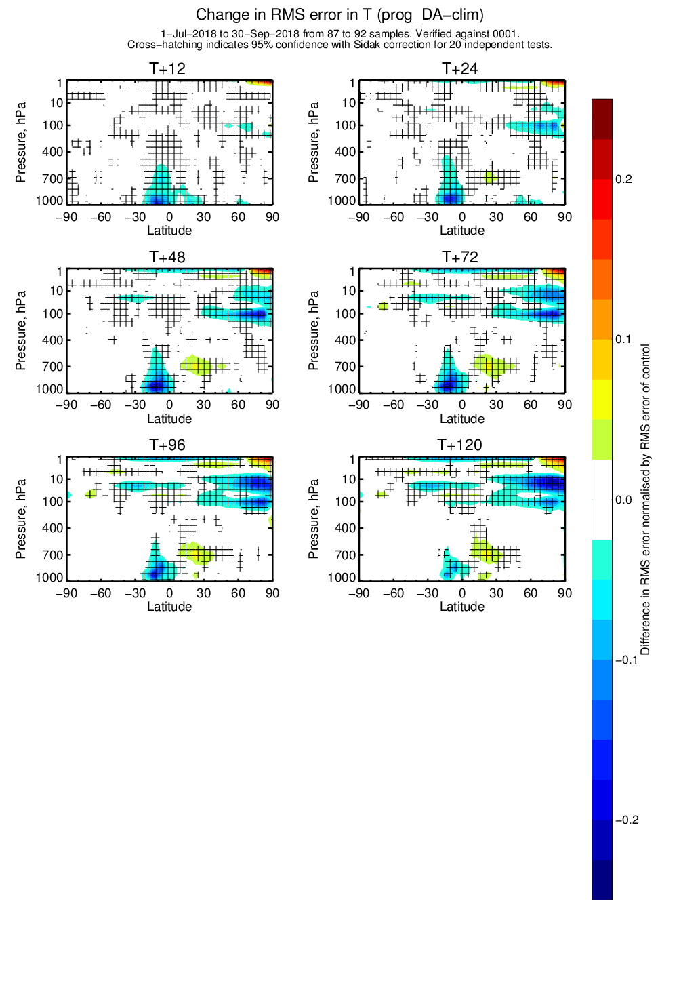 Change in RMS error in T (prog_DA−clim)
1−Jul−2018 to 30−Sep−2018 from 87 to 92 samples. Verified against 0001.
Cross−hatching indicates 95% confidence with Sidak correction for 20 independent tests.
T+12
1
10
100
400
700
1000
Pressure, hPa
−90 −60 −30 0 30 60 90
Latitude
T+24
1
10
100
400
700
1000
Pressure, hPa
−90 −60 −30 0 30 60 90
Latitude
T+48
1
10
100
400
700
1000
Pressure, hPa
−90 −60 −30 0 30 60 90
Latitude
T+72
1
10
100
400
700
1000
Pressure, hPa
−90 −60 −30 0 30 60 90
Latitude
T+96
1
10
100
400
700
1000
Pressure, hPa
−90 −60 −30 0 30 60 90
Latitude
T+120
1
10
100
400
700
1000
Pressure, hPa
−90 −60 −30 0 30 60 90
Latitude
0.2
0.1
0.0
−0.1
−0.2
Difference in RMS error normalised by RMS error of control